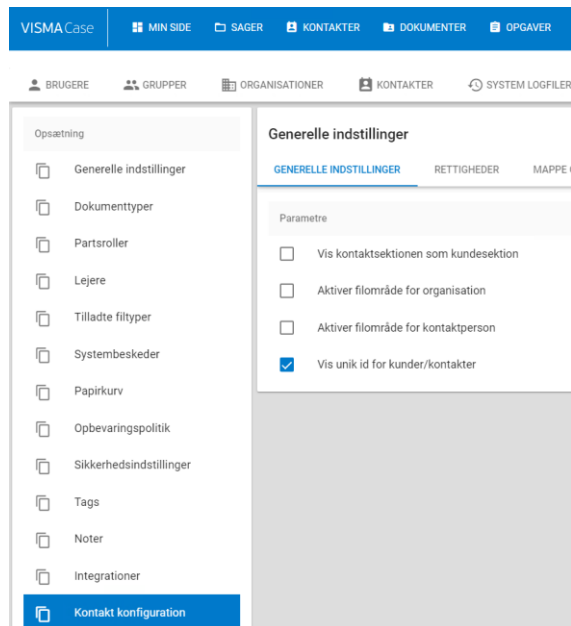 VISMA Case MIN SIDE SAGER KONTAKTER DOKUMENTER OPGAVER
BRUGERE GRUPPER ORGANISATIONER KONTAKTER SYSTEM LOGFILER
Opsætning
Generelle indstillinger
Dokumenttyper
Partsroller
Lejere
Tilladte filtyper
Systembeskeder
Papirkurv
Opbevaringspolitik
Sikkerhedsindstillinger
Tags
Noter
Integrationer
Kontakt konfiguration
Generelle indstillinger
GENERELLE INDSTILLINGER RETTIGHEDER MAPPE
Parametre
Vis kontaktsektionen som kundesektion
Aktiver filområde for organisation
Aktiver filområde for kontaktperson
Vis unik id for kunder/kontakter